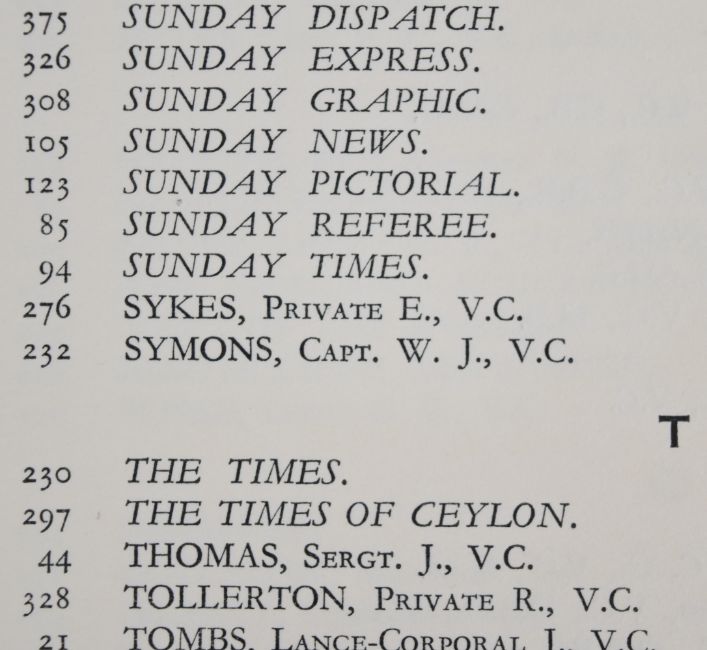 375 SUNDAY DISPATCH.
326 SUNDAY EXPRESS.
308 SUNDAY GRAPHIC.
105 SUNDAY NEWS.
123 SUNDAY PICTORIAL.
85 SUNDAY REFEREE.
94 SUNDAY TIMES.
276 SYKES, PRIVATE E., V.C.
232 SYMONS, CAPT. W. J., V.C.
T
230 THE TIMES.
297 THE TIMES OF CEYLON.
44 THOMAS, SERGT. J., V.C.
328 TOLLERTON, PRIVATE R., V.C.
21 TOMBS, LANCE-CORPORAL J., V.C.